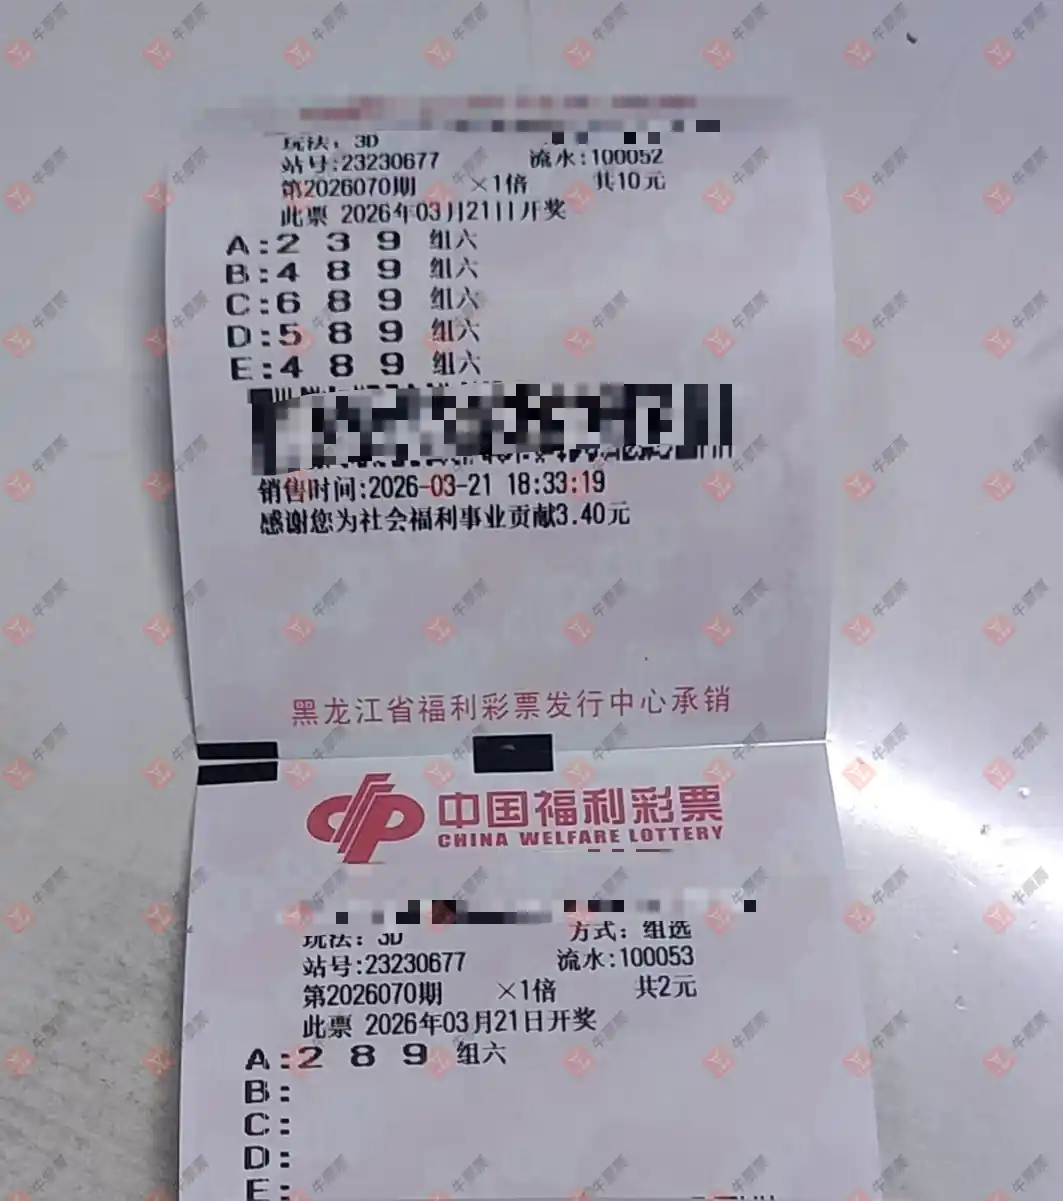 玩法：3D
站号:23230677 流水:100052
第2026070期 ×1倍 共10元
此票 2026年03月21日开奖
A:2 3 9 组六
B:4 8 9 组六
C:6 8 9 组六
D:5 8 9 组六
E:4 8 9 组六
销售时间:2026-03-21 18:33:19
感谢您为社会福利事业贡献3.40元
黑龙江省福利彩票发行中心承销
中国福利彩票
CHINA WELFARE LOTTERY
玩法：3D 方式：组选
站号:23230677 流水:100053
第2026070期 ×1倍 共2元
此票 2026年03月21日开奖
A:2 8 9 组六
B:
C:
D:
E: